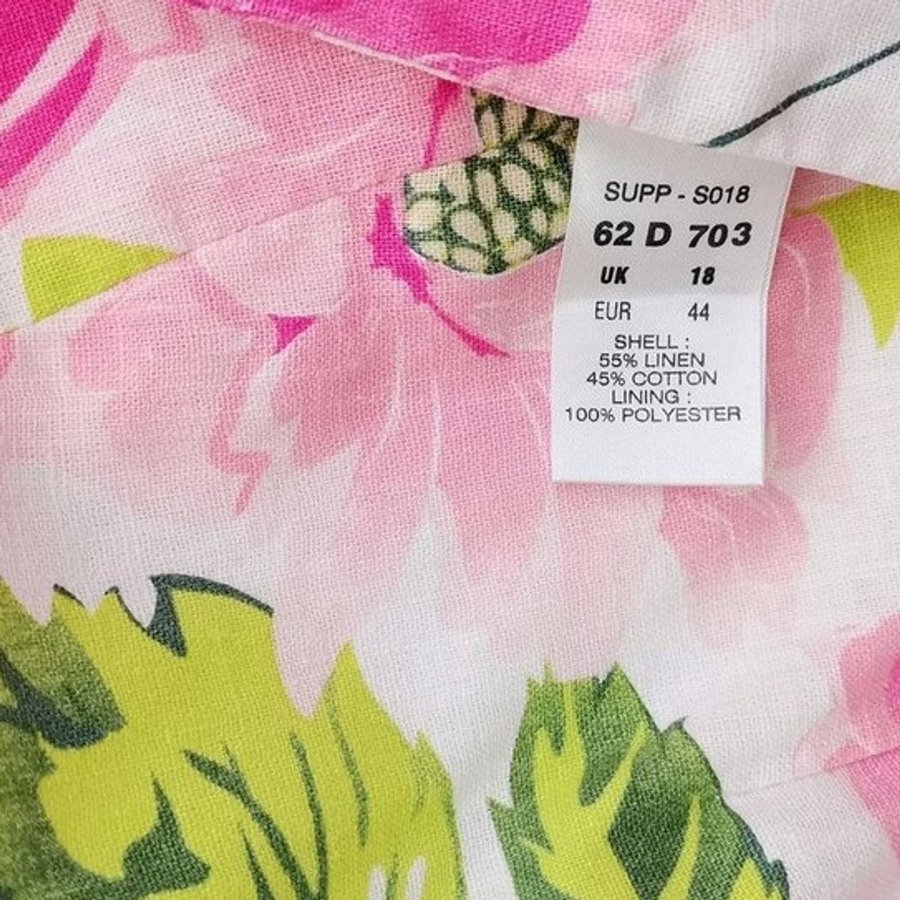 SUPP - S018
62 D 703
UK 18
EUR 44
SHELL :
55% LINEN
45% COTTON
LINING :
100% POLYESTER